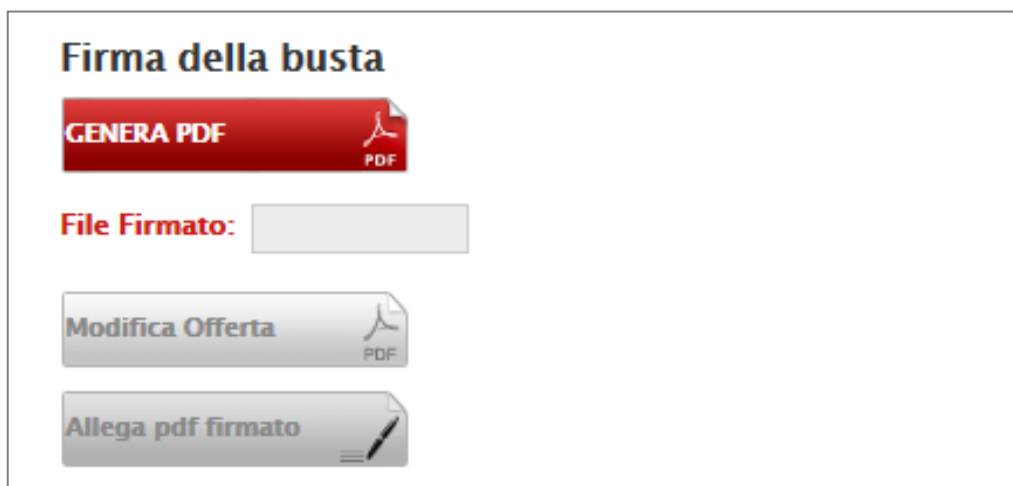 Firma della busta
GENERA PDF
PDF
File Firmato:
Modifica Offerta
PDF
Allega pdf firmato